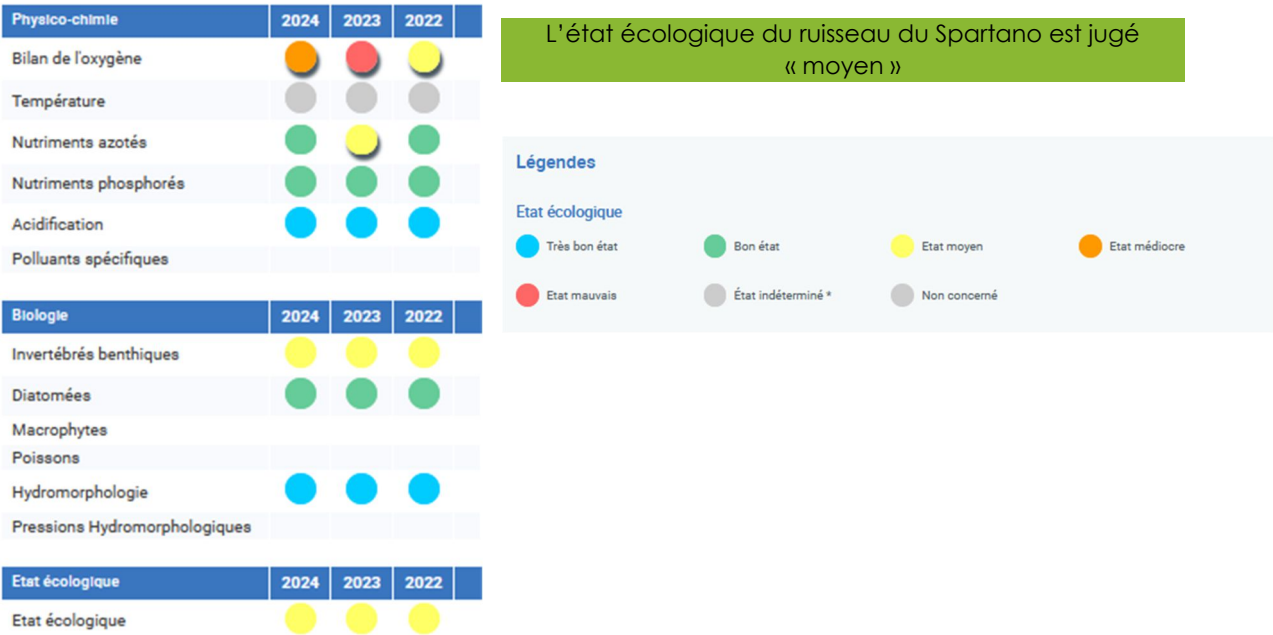 Physico-chimie 2024 2023 2022
Bilan de l'oxygène
Température
Nutriments azotés
Nutriments phosphorés
Acidification
Polluants spécifiques
Biologie 2024 2023 2022
Invertébrés benthiques
Diatomées
Macrophytes
Poissons
Hydromorphologie
Pressions Hydromorphologiques
Etat écologique 2024 2023 2022
Etat écologique
L'état écologique du ruisseau du Spartano est jugé
« moyen »
Légendes
Etat écologique
Très bon état Bon état Etat moyen Etat médiocre
Etat mauvais État indéterminé * Non concerné